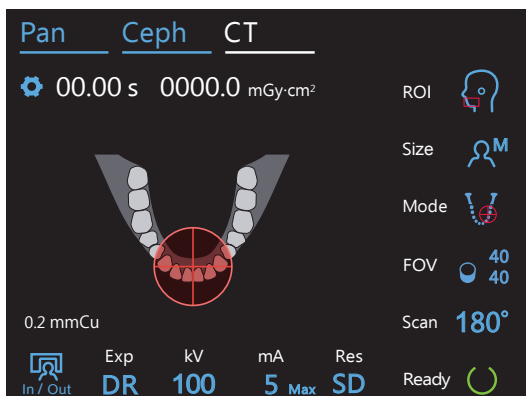 Pan Ceph CT
00.00 s 0000.0 mGy·cm²
ROI
Size M
Mode
FOV 40 40
0.2 mmCu
Scan 180°
In / Out
Exp DR
kV 100
mA 5 Max
Res SD
Ready